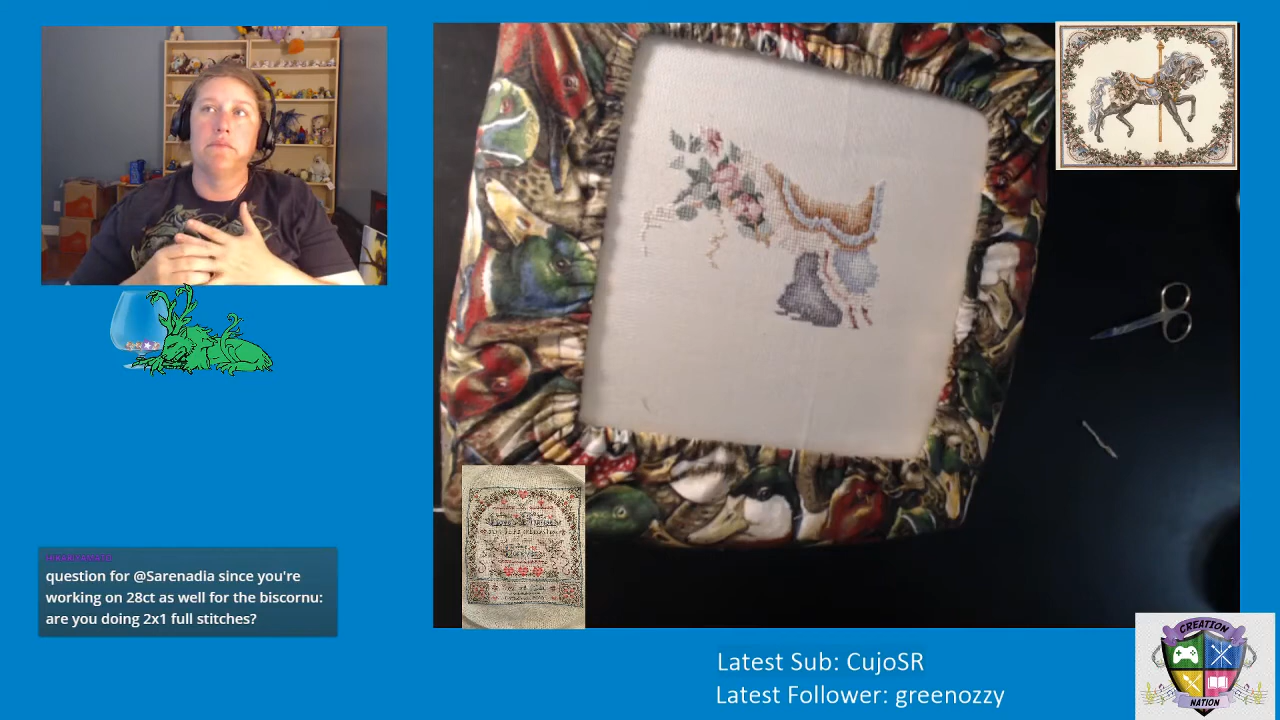 question for @Sarenadia since you're
working on 28ct as well for the biscornu:
are you doing 2x1 full stitches?
Latest Sub: CujoSR
Latest Follower: greenozzy
CREATION
NATION